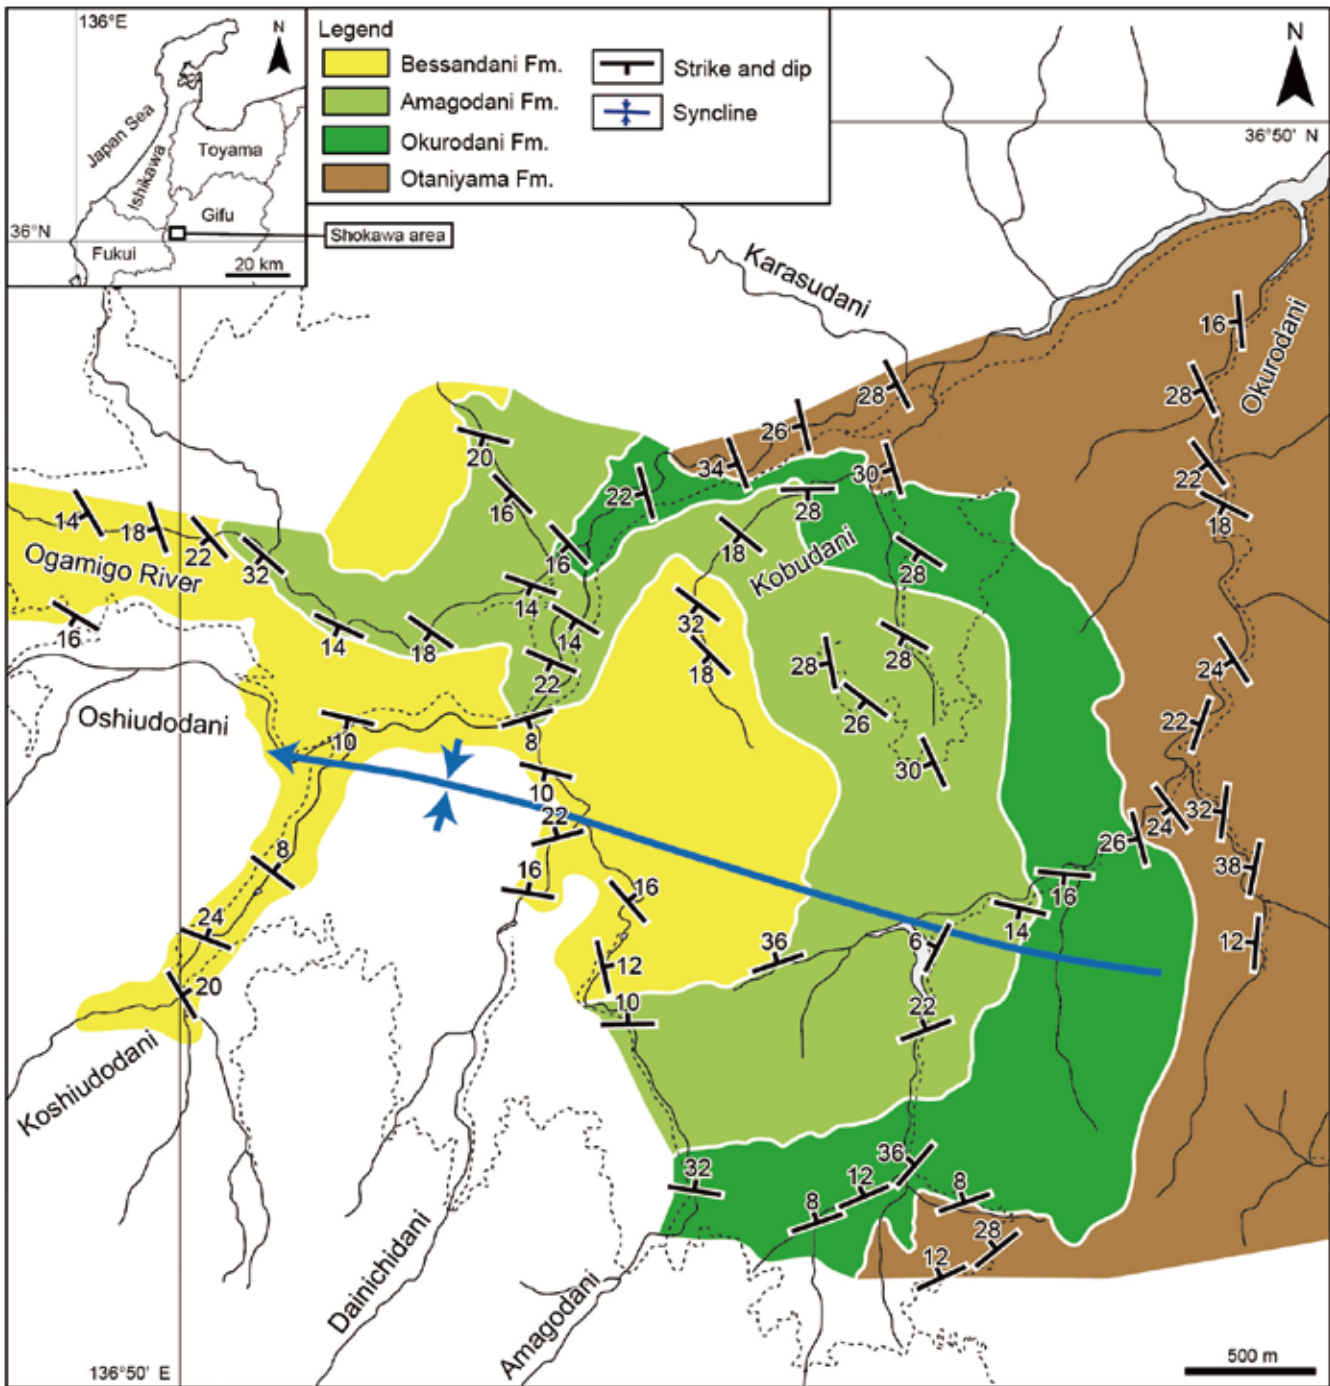 136°E
N
Japan Sea
Ishikawa
Toyama
Gifu
36°N
Fukui
20 km
Shokawa area
Legend
Bessandani Fm.
Amagodani Fm.
Okurodani Fm.
Otaniyama Fm.
Strike and dip
Syncline
N
36°50' N
Karasudani
Okurodani
16
28
28
26
20
34
30
22
18
22
16
28
14
18
22
16
18
28
Ogamigo River
32
Kobudani
14
32
16
14
14
18
28
22
18
28
24
26
Oshiudodani
10
8
22
30
10
22
24
32
26
8
16
16
38
16
24
36
6
14
12
20
12
10
22
Koshiudodani
32
36
12
8
8
28
12
Dainichidani
Amagodani
136°50' E
500 m